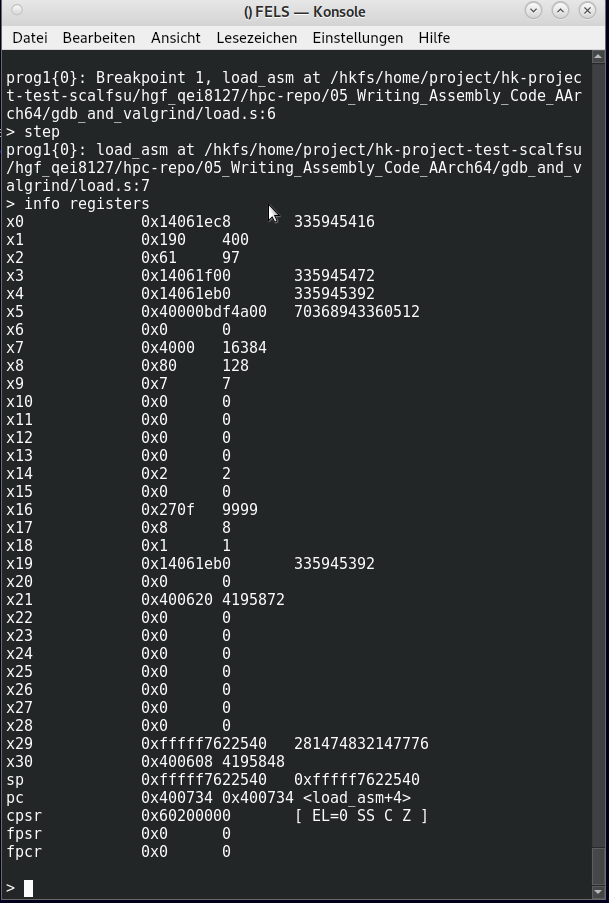 () FELS — Konsole
Datei Bearbeiten Ansicht Lesezeichen Einstellungen Hilfe
prog1{0}: Breakpoint 1, load_asm at /hkfs/home/project/hk-projec
t-test-scalfsu/hgf_qei8127/hpc-repo/05_Writing_Assembly_Code_AAr
ch64/gdb_and_valgrind/load.s:6
> step
prog1{0}: load_asm at /hkfs/home/project/hk-project-test-scalfsu
/hgf_qei8127/hpc-repo/05_Writing_Assembly_Code_AArch64/gdb_and_v
algrind/load.s:7
> info registers
x0 0x14061ec8 335945416
x1 0x190 400
x2 0x61 97
x3 0x14061f00 335945472
x4 0x14061eb0 335945392
x5 0x40000bdf4a00 70368943360512
x6 0x0 0
x7 0x4000 16384
x8 0x80 128
x9 0x7 7
x10 0x0 0
x11 0x0 0
x12 0x0 0
x13 0x0 0
x14 0x2 2
x15 0x0 0
x16 0x270f 9999
x17 0x8 8
x18 0x1 1
x19 0x14061eb0 335945392
x20 0x0 0
x21 0x400620 4195872
x22 0x0 0
x23 0x0 0
x24 0x0 0
x25 0x0 0
x26 0x0 0
x27 0x0 0
x28 0x0 0
x29 0xfffff7622540 281474832147776
x30 0x400608 4195848
sp 0xfffff7622540 0xfffff7622540
pc 0x400734 0x400734 <load_asm+4>
cpsr 0x60200000 [ EL=0 SS C Z ]
fpsr 0x0 0
fpcr 0x0 0
>